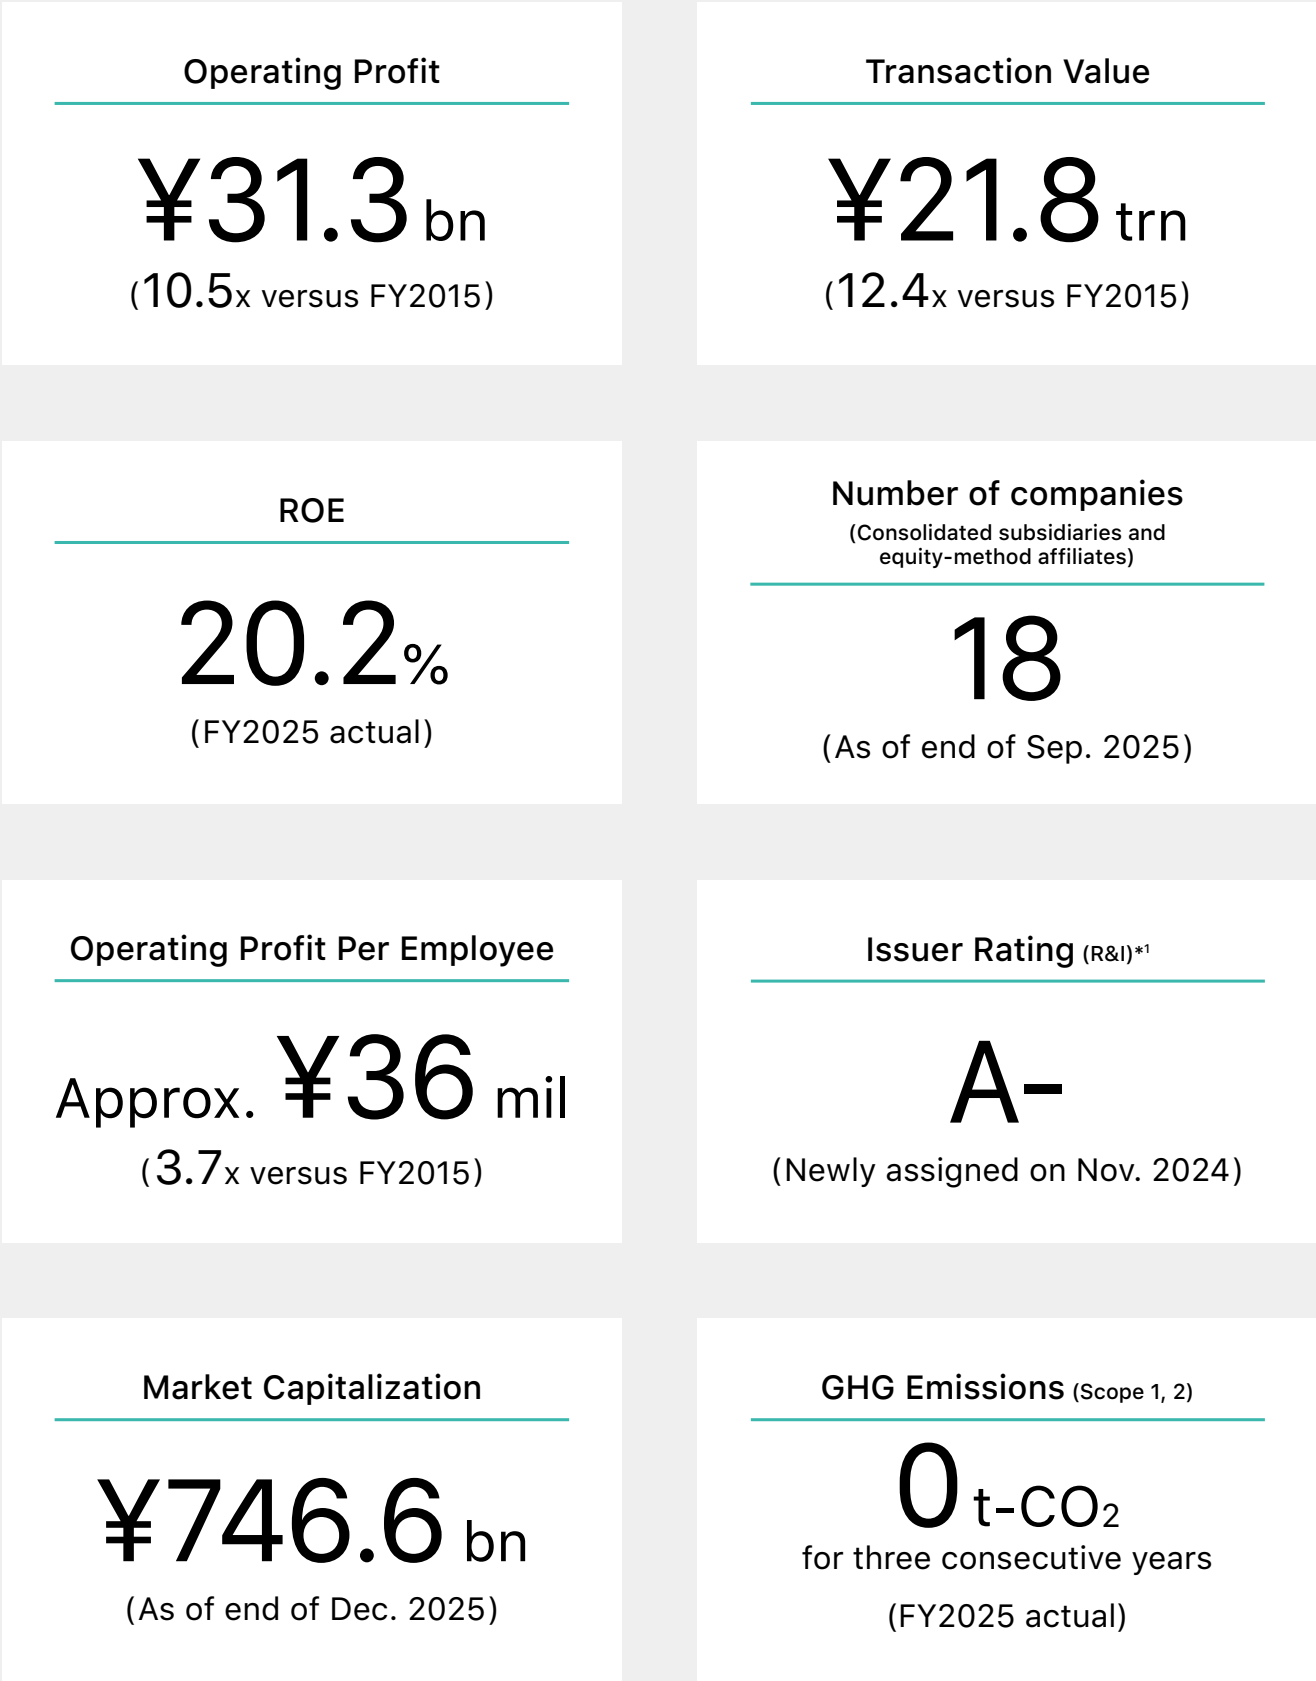 Operating Profit
¥31.3 bn
(10.5x versus FY2015)
Transaction Value
¥21.8 trn
(12.4x versus FY2015)
ROE
20.2%
(FY2025 actual)
Number of companies
(Consolidated subsidiaries and
equity-method affiliates)
18
(As of end of Sep. 2025)
Operating Profit Per Employee
Approx. ¥36 mil
(3.7x versus FY2015)
Issuer Rating (R&I)*¹
A-
(Newly assigned on Nov. 2024)
Market Capitalization
¥746.6 bn
(As of end of Dec. 2025)
GHG Emissions (Scope 1, 2)
0 t-CO₂
for three consecutive years
(FY2025 actual)